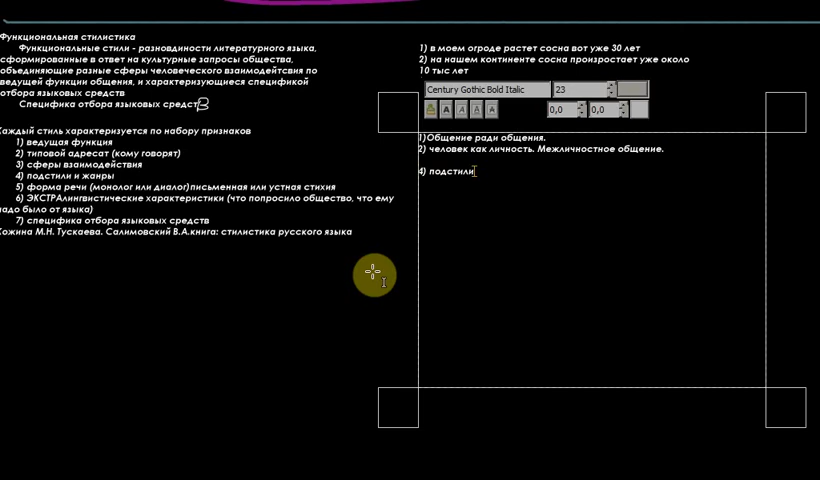 Функциональная стилистика
Функциональные стили - разновдиности литературного языка,
сформированные в ответ на культурные запросы общества,
объединяющие разные сферы человеческого взаимодейтсвия по
ведущей функции общения, и характеризующиеся спецификой
отбора языковых средств
Специфика отбора языковых средств
Каждый стиль характеризуется по набору признаков
1) ведущая функция
2) типовой адресат (кому говорят)
3) сферы взаимодействия
4) подстили и жанры
5) форма речи (монолог или диалог)письменная или устная стихия
6) ЭКСТРАлингвистические характеристики (что попросило общество, что ему
надо было от языка)
7) специфика отбора языковых средств
Кожина М.Н. Тускаева. Салимовский В.А.книга: стилистика русского языка
1) в моем огроде растет сосна вот уже 30 лет
2) на нашем континенте сосна произростает уже около
10 тыс лет
Century Gothic Bold Italic 23
A A A A A 0,0 0,0
1)Общение ради общения.
2) человек как личность. Межличностное общение.
4) подстили